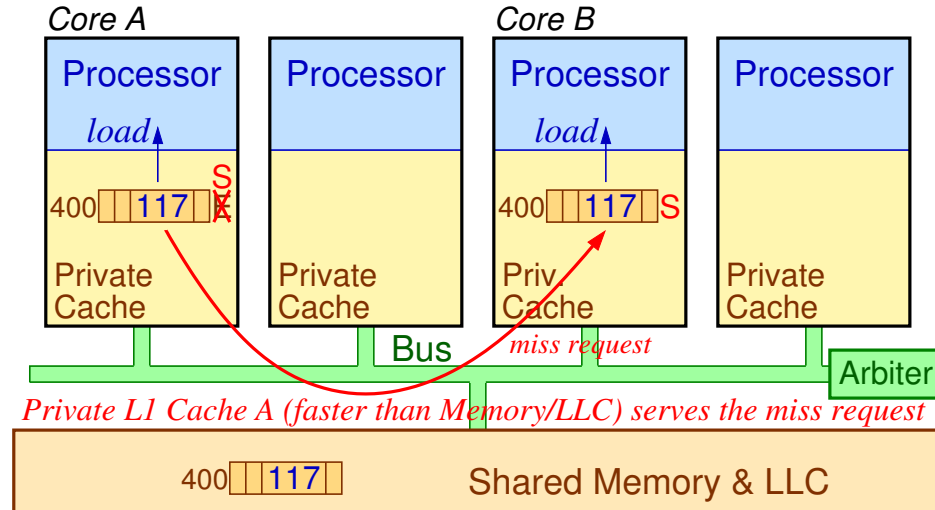 Core A
Core B
Processor
Processor
Processor
Processor
load
load
S
400 117 E
400 117 S
Private
Cache
Private
Cache
Priv.
Cache
Private
Cache
Bus
miss request
Arbiter
Private L1 Cache A (faster than Memory/LLC) serves the miss request
400 117
Shared Memory & LLC